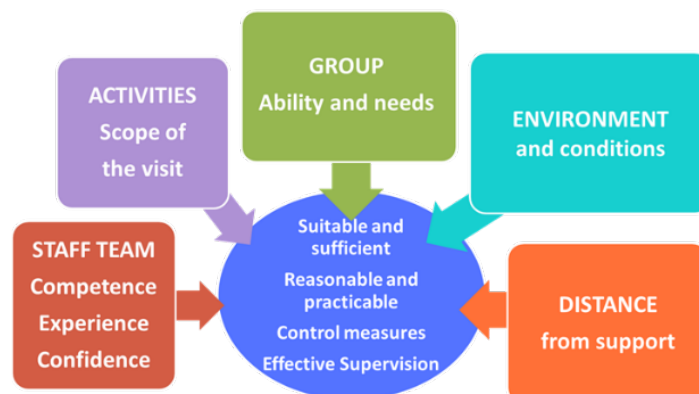 GROUP
Ability and needs
ACTIVITIES
Scope of
the visit
ENVIRONMENT
and conditions
STAFF TEAM
Competence
Experience
Confidence
Suitable and
sufficient
Reasonable and
practicable
Control measures
Effective Supervision
DISTANCE
from support